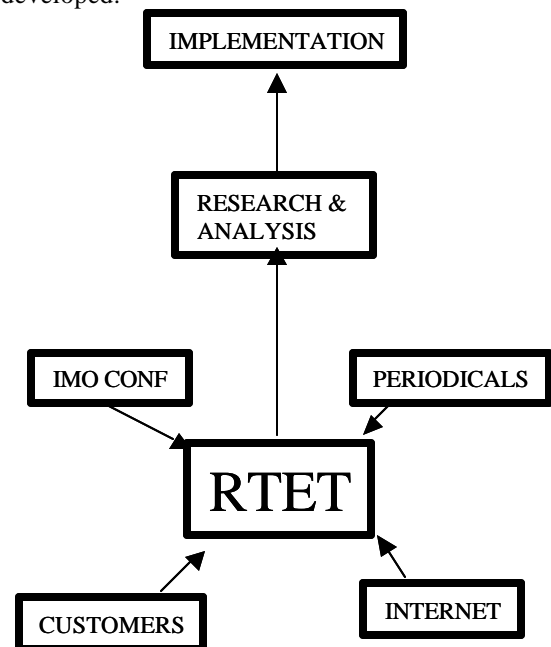 developed.
IMPLEMENTATION
RESEARCH &
ANALYSIS
IMO CONF
PERIODICALS
RTET
CUSTOMERS
INTERNET